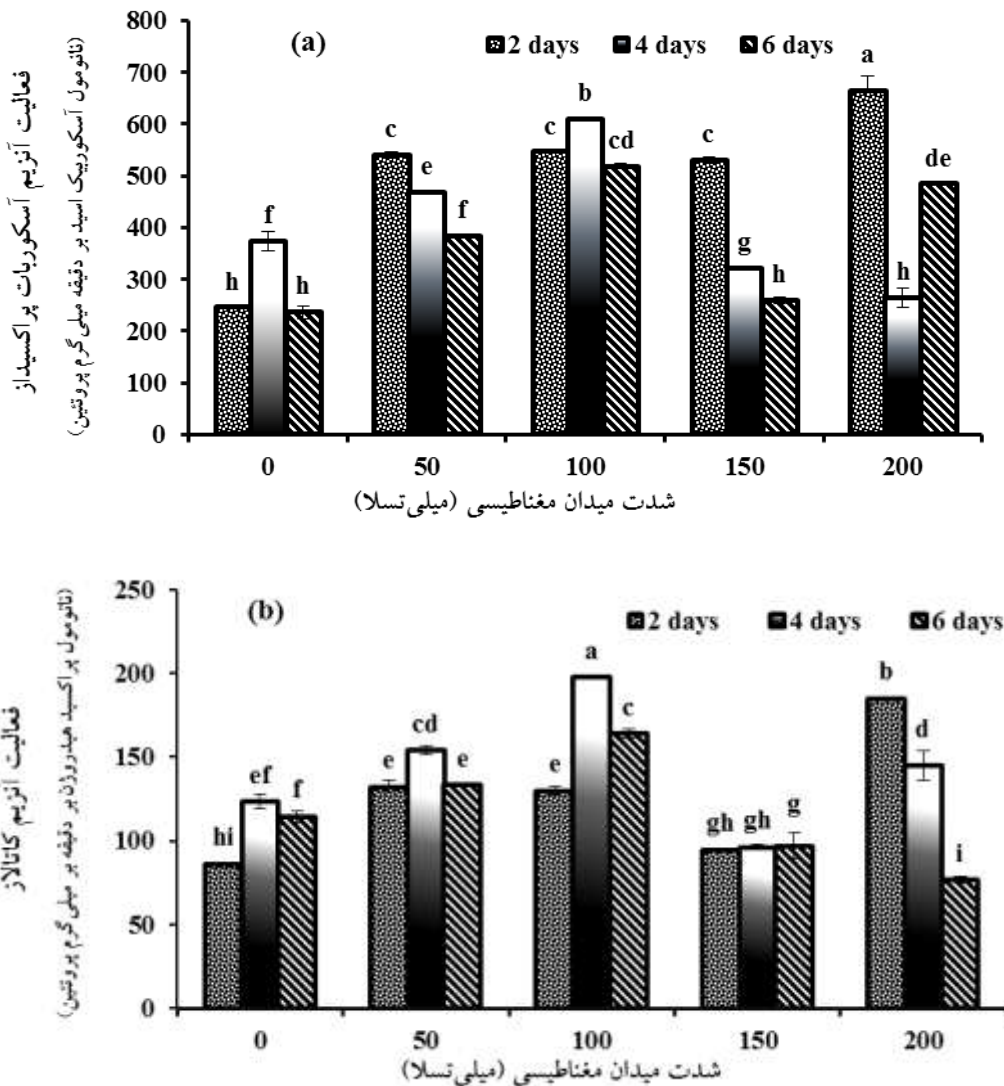 (a)
2 days 4 days 6 days
فعالیت آنزیم آسکوربات پراکسیداز
(نانومول آسکوربیک اسید بر دقیقه میلی گرم پروتئین)
800
700
600
500
400
300
200
100
0
h f h
c e f
c b cd
c g h
a h de
0 50 100 150 200
شدت میدان مغناطیسی (میلی‌تسلا)
(b)
2 days 4 days 6 days
فعالیت آنزیم کاتالاز
(نانومول پراکسید هیدروژن بر دقیقه بر میلی گرم پروتئین)
250
200
150
100
50
0
hi ef f
e cd e
e a c
gh gh g
b d i
0 50 100 150 200
شدت میدان مغناطیسی (میلی‌تسلا)